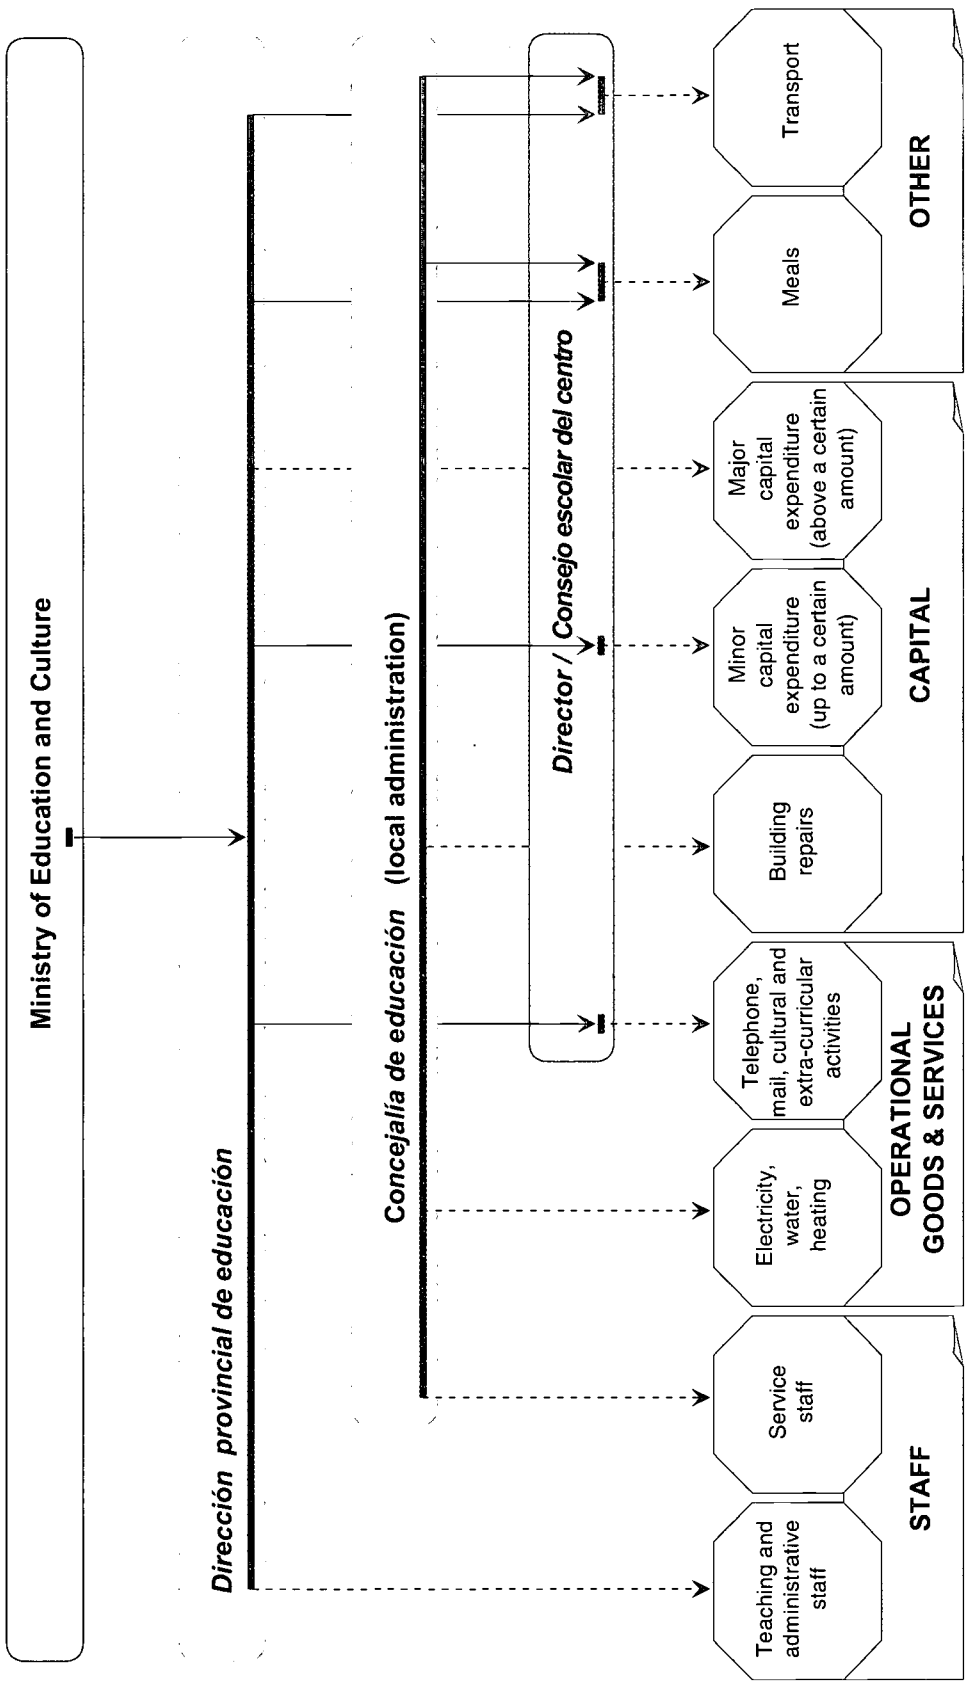 Ministry of Education and Culture
Dirección provincial de educación
Concejalía de educación (local administration)
Director / Consejo escolar del centro
Teaching and
administrative
staff
Service
staff
Electricity,
water,
heating
Telephone,
mail, cultural and
extra-curricular
activities
Building
repairs
Minor
capital
expenditure
(up to a certain
amount)
Major
capital
expenditure
(above a certain
amount)
Meals
Transport
STAFF
OPERATIONAL
GOODS & SERVICES
CAPITAL
OTHER